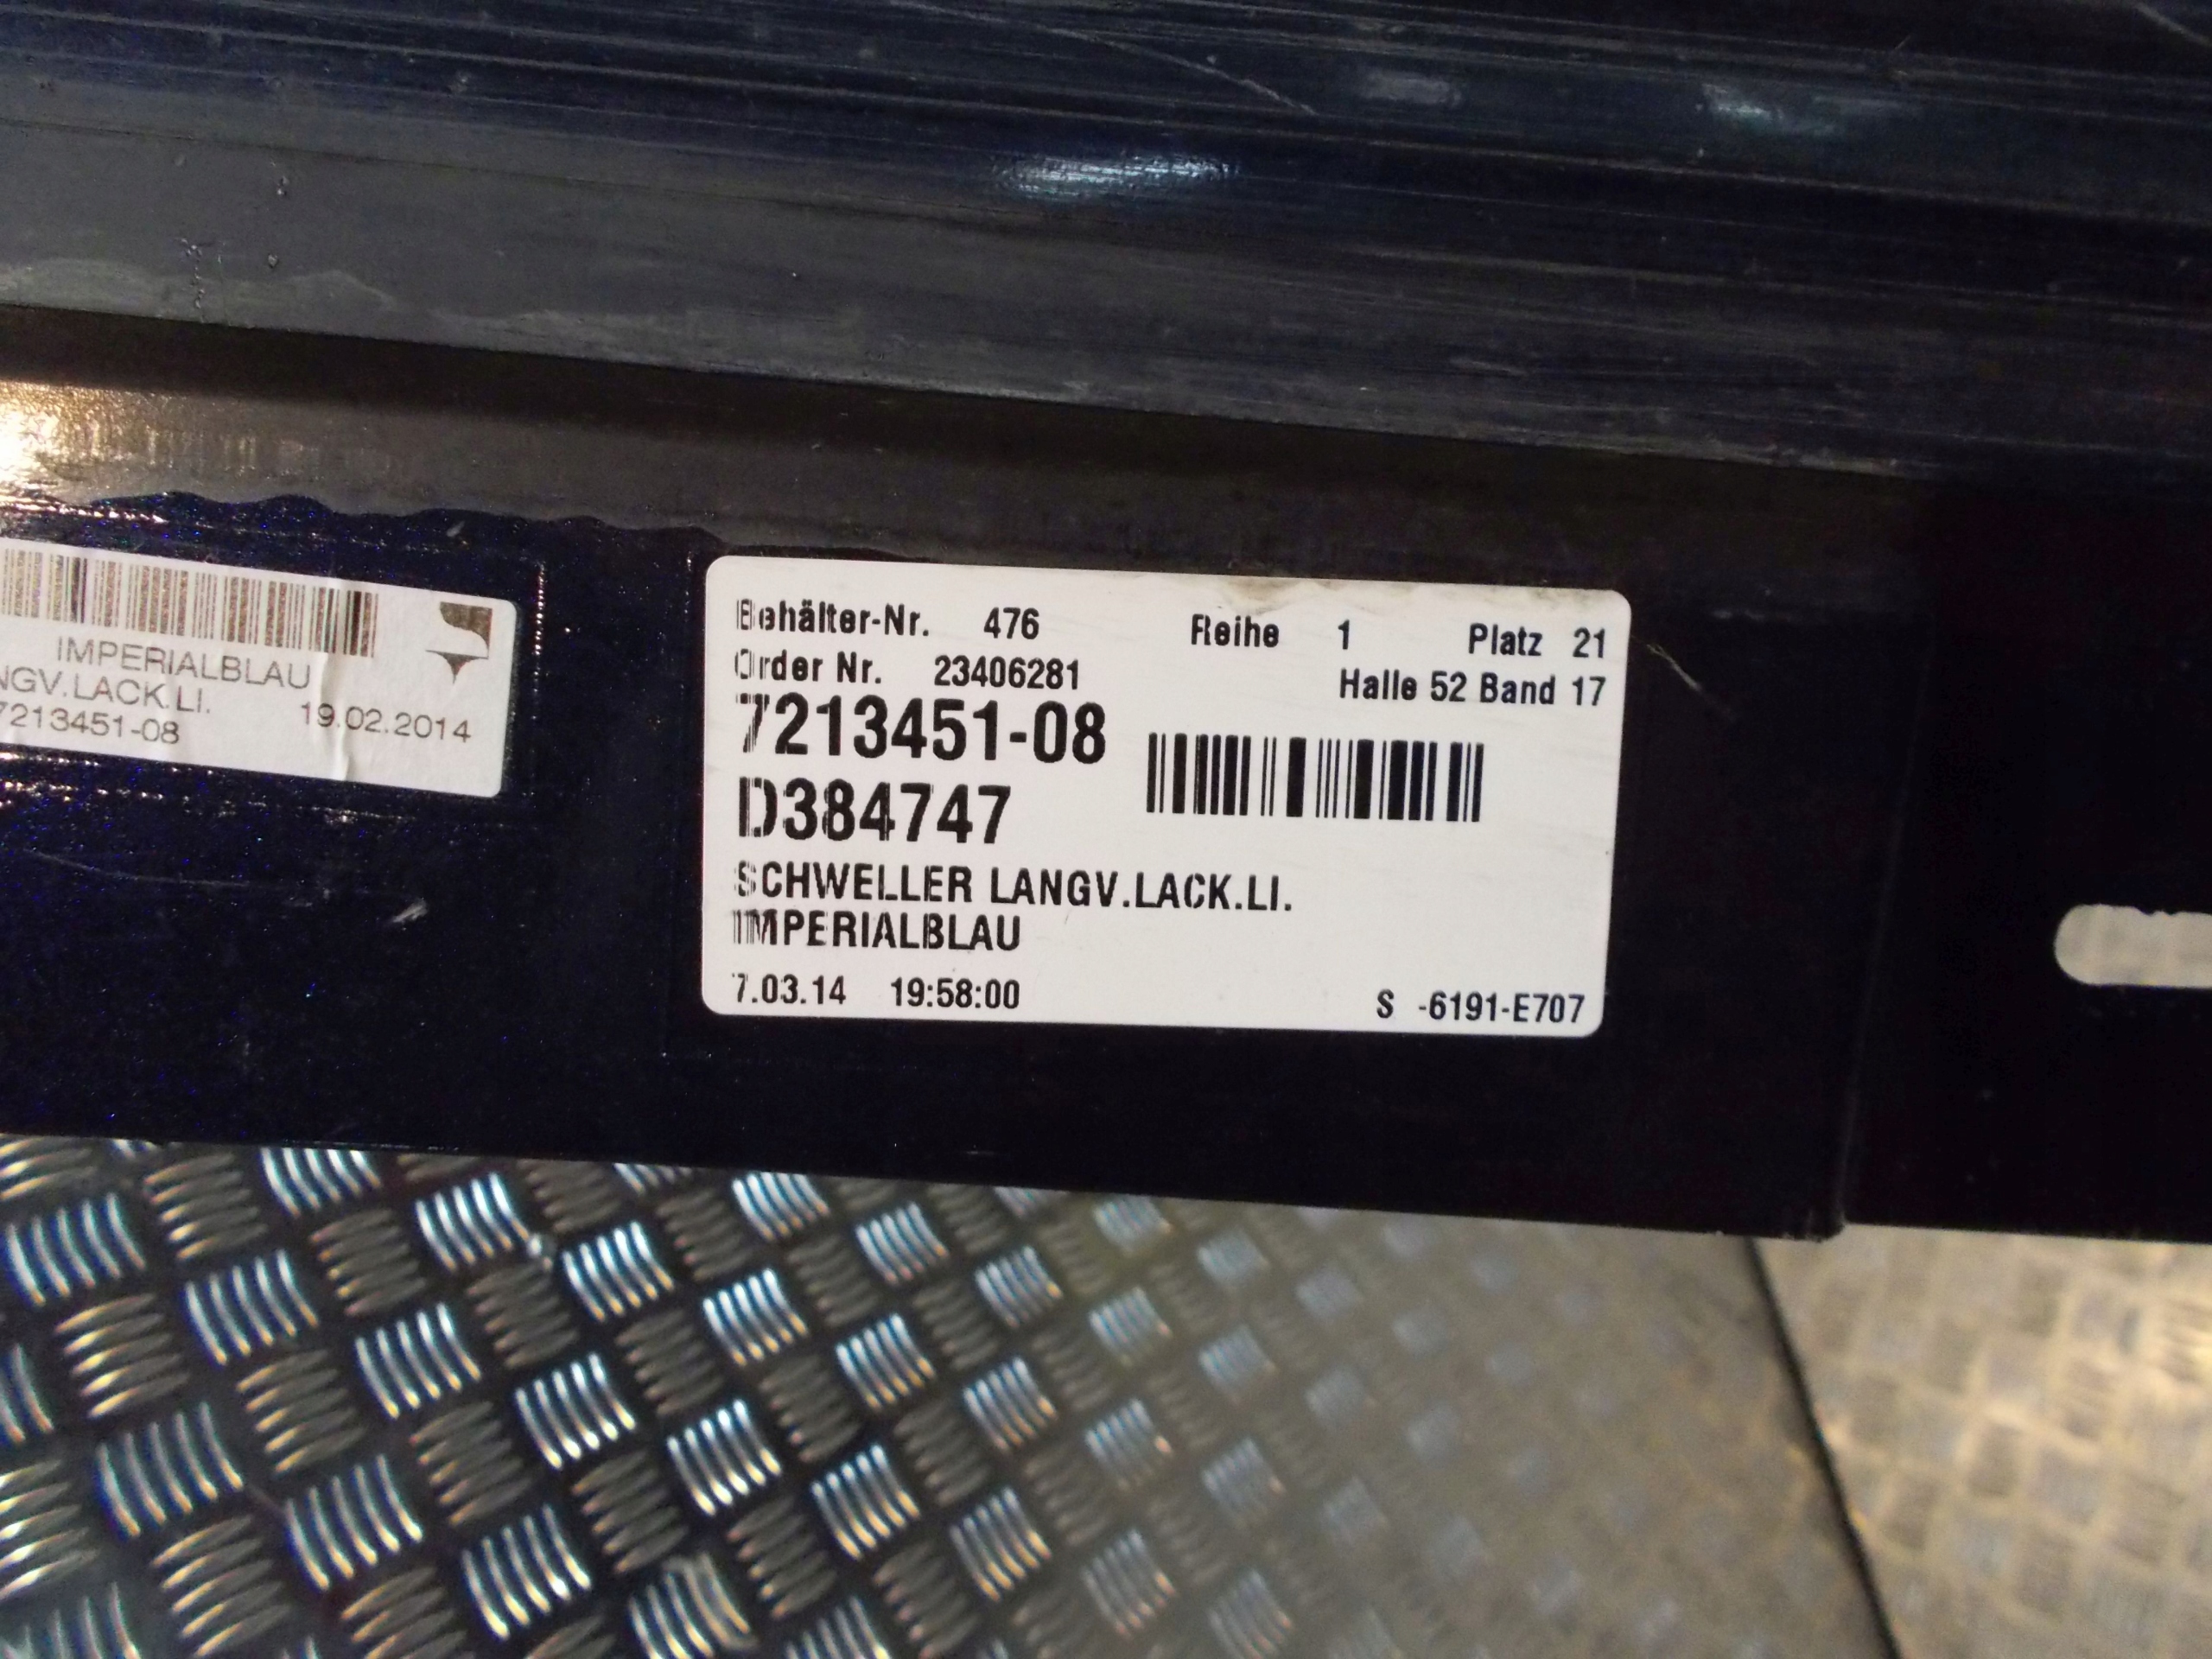 IMPERIALBLAU
NGV.LACK.LI.
7213451-08 19.02.2014
Behälter-Nr. 476 Reihe 1 Platz 21
Order Nr. 23406281 Halle 52 Band 17
7213451-08
D384747
SCHWELLER LANGV.LACK.LI.
IMPERIALBLAU
7.03.14 19:58:00 S -6191-E707